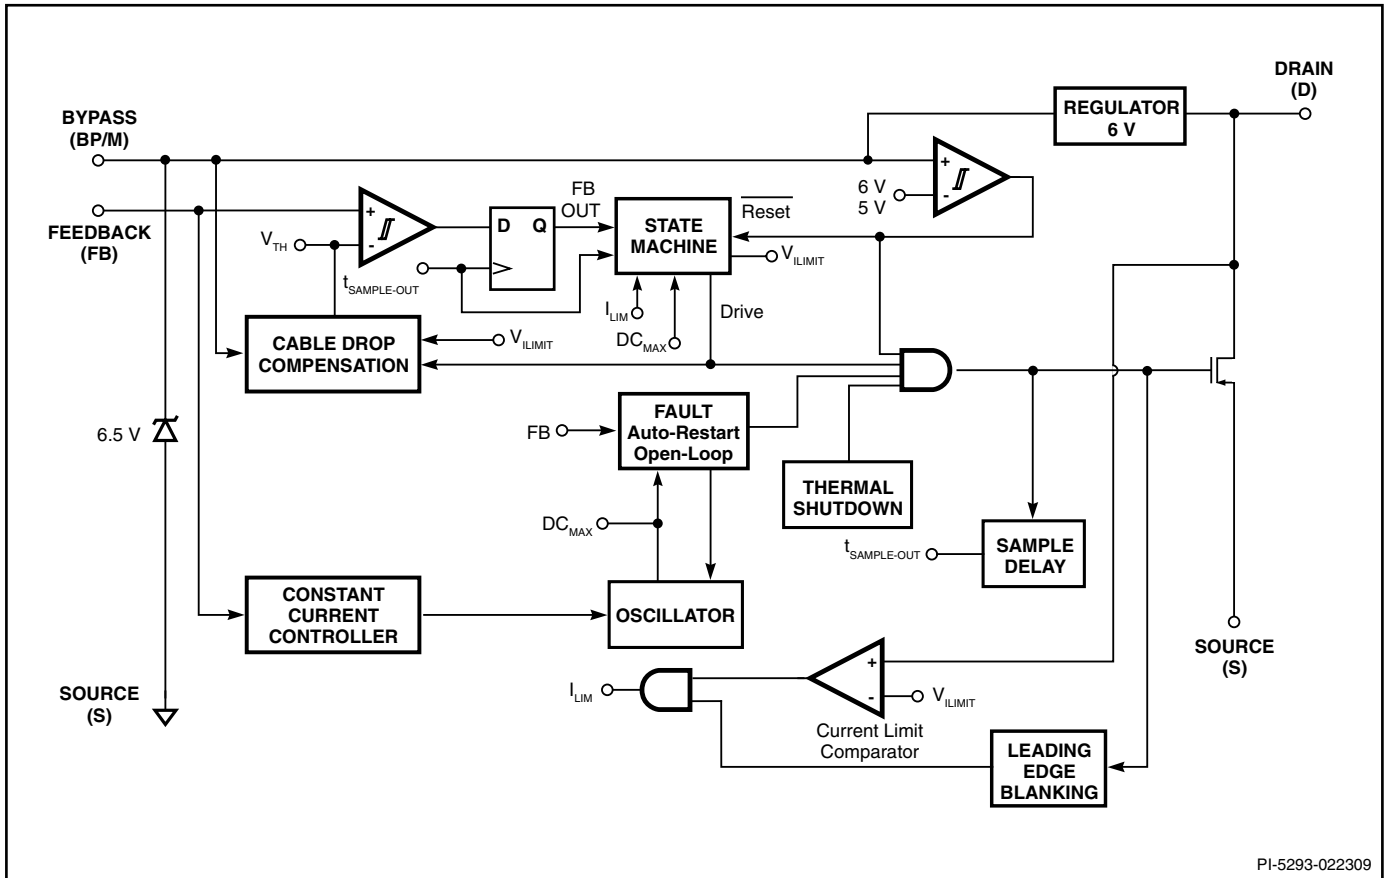 DRAIN
(D)
REGULATOR
6 V
BYPASS
(BP/M)
+
-
6 V
5 V
FEEDBACK
(FB)
+
-
V_TH
t_SAMPLE-OUT
D Q
FB
OUT
STATE
MACHINE
Reset
V_ILIMIT
I_LIM
DC_MAX
Drive
CABLE DROP
COMPENSATION
V_ILIMIT
6.5 V
FB
FAULT
Auto-Restart
Open-Loop
THERMAL
SHUTDOWN
DC_MAX
t_SAMPLE-OUT
SAMPLE
DELAY
CONSTANT
CURRENT
CONTROLLER
OSCILLATOR
SOURCE
(S)
SOURCE
(S)
I_LIM
+
-
V_ILIMIT
Current Limit
Comparator
LEADING
EDGE
BLANKING
PI-5293-022309